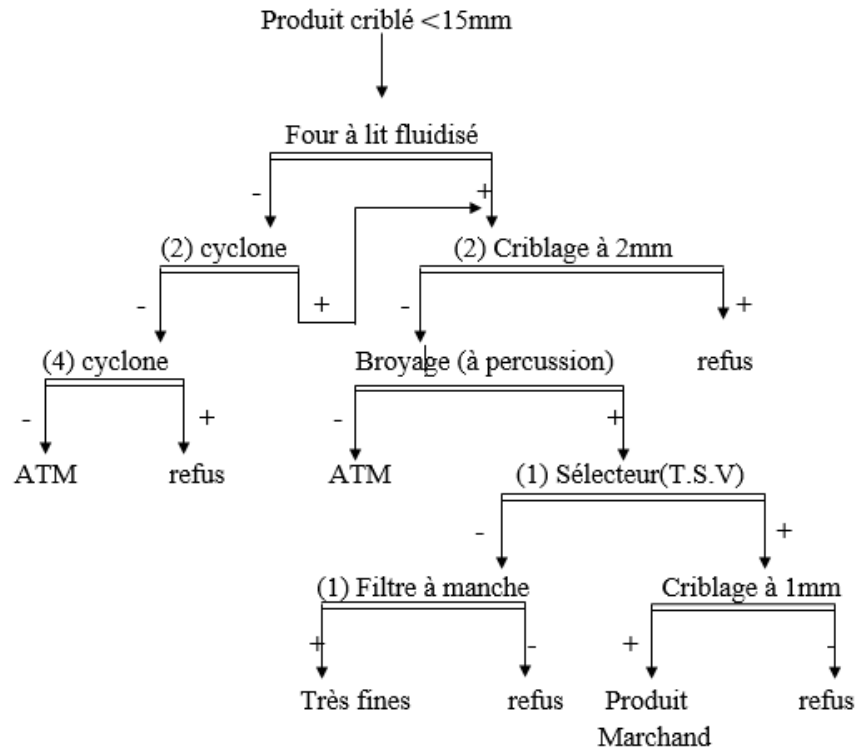 Produit criblé <15mm
Four à lit fluidisé
- +
(2) cyclone (2) Criblage à 2mm
- + - +
(4) cyclone Broyage (à percussion) refus
- + - +
ATM refus ATM (1) Sélecteur(T.S.V)
- +
(1) Filtre à manche Criblage à 1mm
+ - + -
Très fines refus Produit refus
Marchand